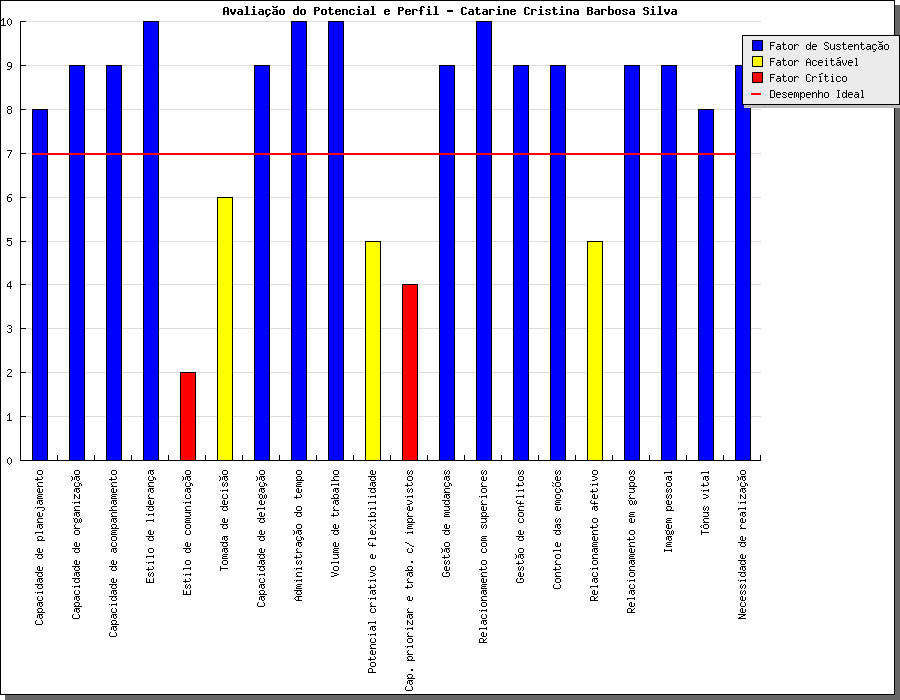 Avaliação do Potencial e Perfil - Catarine Cristina Barbosa Silva
10
9
8
7
6
5
4
3
2
1
0
Fator de Sustentação
Fator Aceitável
Fator Crítico
Desempenho Ideal
Capacidade de planejamento
Capacidade de organização
Capacidade de acompanhamento
Estilo de liderança
Estilo de comunicação
Tomada de decisão
Capacidade de delegação
Administração do tempo
Volume de trabalho
Potencial criativo e flexibilidade
Cap. priorizar e trab. c/ imprevistos
Gestão de mudanças
Relacionamento com superiores
Gestão de conflitos
Controle das emoções
Relacionamento afetivo
Relacionamento em grupos
Imagem pessoal
Tônus vital
Necessidade de realização